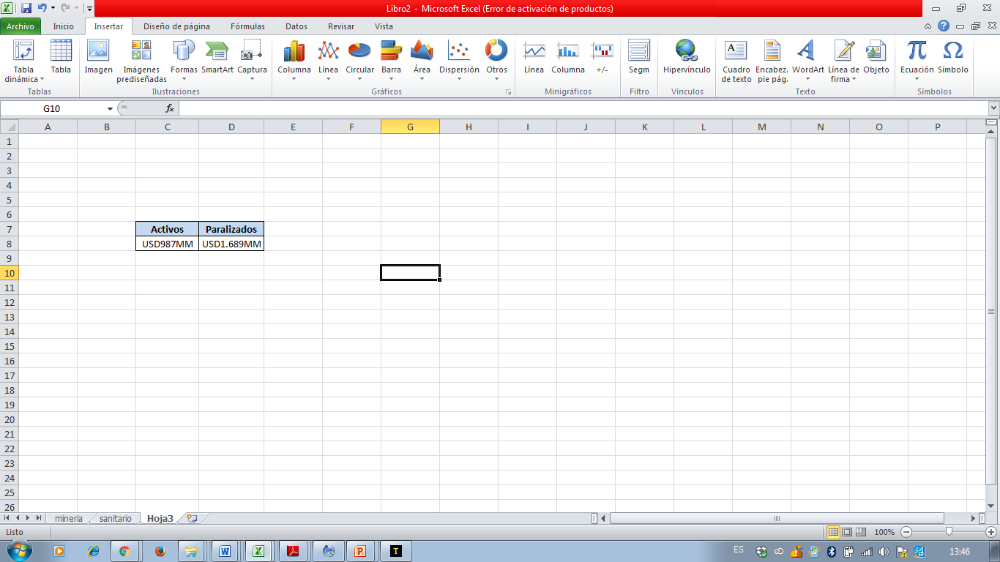 Libro2 - Microsoft Excel (Error de activación de productos)
Archivo Inicio Insertar Diseño de página Fórmulas Datos Revisar Vista
Tabla dinámica Tabla Imagen Imágenes prediseñadas Formas SmartArt Captura Columna Línea Circular Barra Área Dispersión Otros Línea Columna +/- Segm Hipervínculo Cuadro de texto Encabez. pie pág. WordArt Línea de firma Objeto Ecuación Símbolo
Tablas Ilustraciones Gráficos Minigráficos Filtro Vínculos Texto Símbolos
G10 fx
A B C D E F G H I J K L M N O P
1
2
3
4
5
6
7 Activos Paralizados
8 USD987MM USD1.689MM
9
10
11
12
13
14
15
16
17
18
19
20
21
22
23
24
25
26
mineria sanitario Hoja3
Listo 100%
ES 13:46